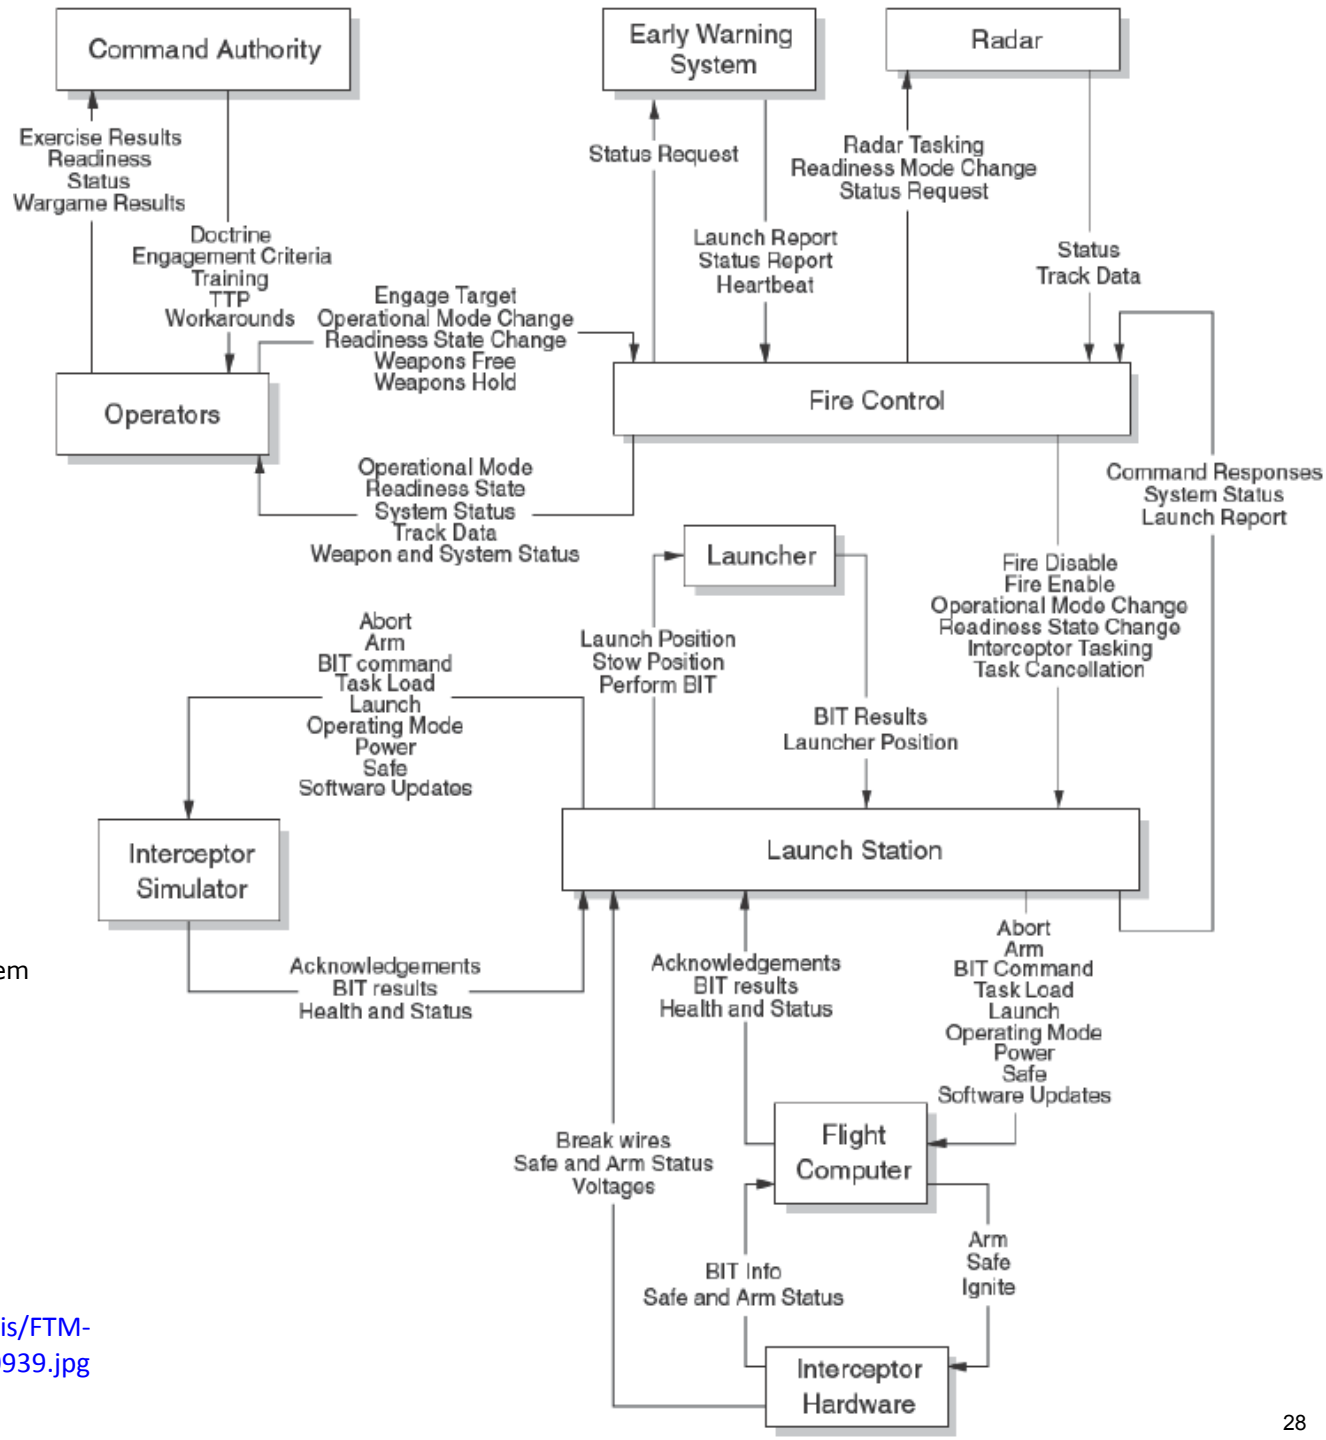 Command Authority
Early Warning
System
Radar
Exercise Results
Readiness
Status
Wargame Results
Doctrine
Engagement Criteria
Training
TTP
Workarounds
Status Request
Launch Report
Status Report
Heartbeat
Radar Tasking
Readiness Mode Change
Status Request
Status
Track Data
Engage Target
Operational Mode Change
Readiness State Change
Weapons Free
Weapons Hold
Operators
Fire Control
Operational Mode
Readiness State
System Status
Track Data
Weapon and System Status
Command Responses
System Status
Launch Report
Launcher
Fire Disable
Fire Enable
Operational Mode Change
Readiness State Change
Interceptor Tasking
Task Cancellation
Launch Position
Stow Position
Perform BIT
BIT Results
Launcher Position
Abort
Arm
BIT command
Task Load
Launch
Operating Mode
Power
Safe
Software Updates
Interceptor
Simulator
Launch Station
em
Acknowledgements
BIT results
Health and Status
Acknowledgements
BIT results
Health and Status
Abort
Arm
BIT Command
Task Load
Launch
Operating Mode
Power
Safe
Software Updates
Break wires
Safe and Arm Status
Voltages
Flight
Computer
BIT Info
Safe and Arm Status
Arm
Safe
Ignite
is/FTM-
939.jpg
Interceptor
Hardware
28